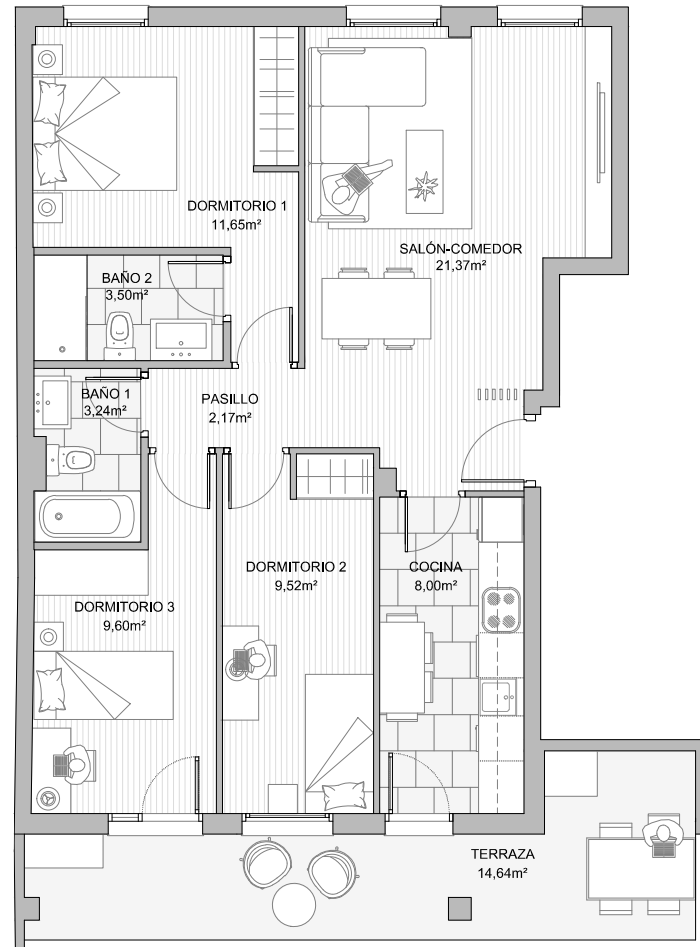 DORMITORIO 1
11,65m²
SALÓN-COMEDOR
21,37m²
BAÑO 2
3,50m²
BAÑO 1
3,24m²
PASILLO
2,17m²
DORMITORIO 2
9,52m²
COCINA
8,00m²
DORMITORIO 3
9,60m²
TERRAZA
14,64m²